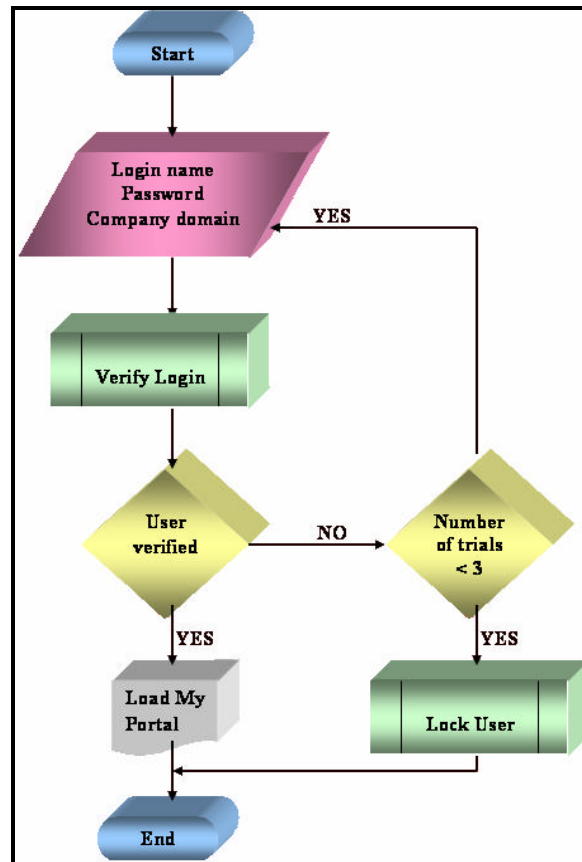 Start
Login name
Password
Company domain
YES
Verify Login
User
verified
NO
Number
of trials
< 3
YES
YES
Load My
Portal
Lock User
End